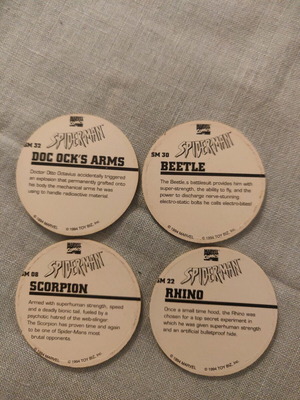 MARVEL
SPIDER-MAN
SM 32
DOC OCK'S ARMS
Doctor Otto Octavius accidentally triggered
an explosion that permanently grafted onto
his body the mechanical arms he was
using to handle radioactive material.
© 1994 MARVEL © 1994 TOY BIZ, Inc.
MARVEL
SPIDER-MAN
SM 30
BEETLE
The Beetle's battlesuit provides him with
super-strength, the ability to fly, and the
power to discharge nerve-stunning
electro-static bolts he calls electro-bites!
© 1994 MARVEL © 1994 TOY BIZ, Inc.
MARVEL
SPIDER-MAN
SM 08
SCORPION
Armed with superhuman strength, speed
and a deadly bionic tail, fueled by a
psychotic hatred of the web-slinger.
The Scorpion has proven time and again
to be one of Spider-Man's most
brutal opponents.
© 1994 MARVEL © 1994 TOY BIZ, Inc.
MARVEL
SPIDER-MAN
SM 22
RHINO
Once a small time hood, the Rhino was
chosen for a top secret experiment in
which he was given superhuman strength
and an artificial bulletproof hide.
© 1994 MARVEL © 1994 TOY BIZ, Inc.